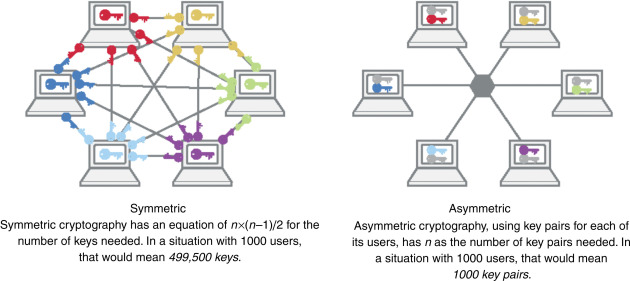 Symmetric
Symmetric cryptography has an equation of n×(n–1)/2 for the
number of keys needed. In a situation with 1000 users,
that would mean 499,500 keys.
Asymmetric
Asymmetric cryptography, using key pairs for each of
its users, has n as the number of key pairs needed. In
a situation with 1000 users, that would mean
1000 key pairs.